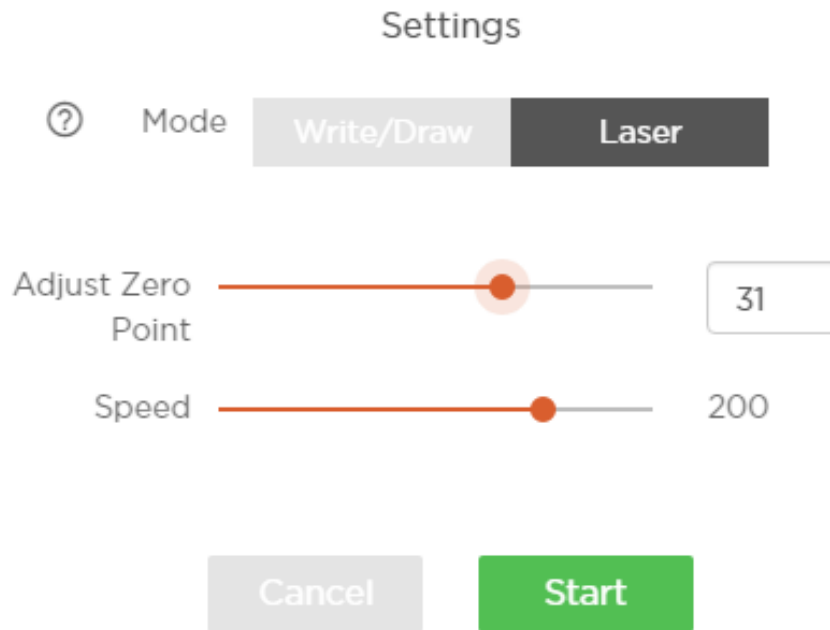 Settings
? Mode Write/Draw Laser
Adjust Zero
Point
31
Speed 200
Cancel Start